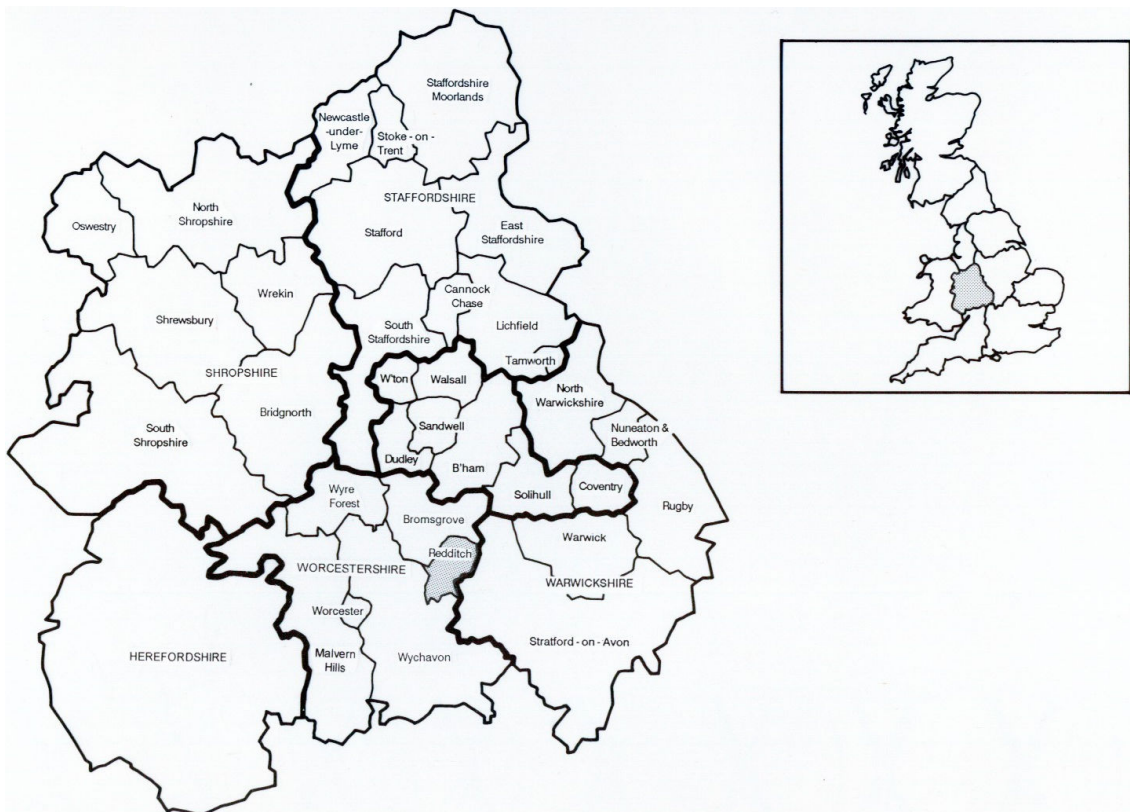 Staffordshire
Moorlands
Newcastle
-under-
Lyme
Stoke - on -
Trent
STAFFORDSHIRE
North
Shropshire
Oswestry
Stafford
East
Staffordshire
Wrekin
Cannock
Chase
Shrewsbury
South
Staffordshire
Lichfield
Tamworth
SHROPSHIRE
W'ton
Walsall
North
Warwickshire
Bridgnorth
South
Shropshire
Sandwell
Nuneaton &
Bedworth
Dudley
B'ham
Solihull
Coventry
Wyre
Forest
Bromsgrove
Rugby
Warwick
Redditch
WORCESTERSHIRE
WARWICKSHIRE
Worcester
Stratford - on - Avon
HEREFORDSHIRE
Malvern
Hills
Wychavon